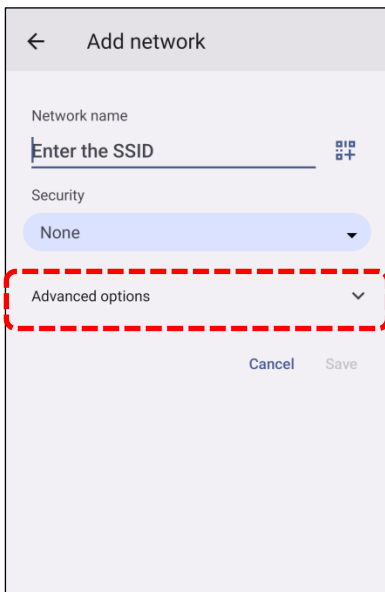 Add network
Network name
Enter the SSID
Security
None
Advanced options
Cancel Save